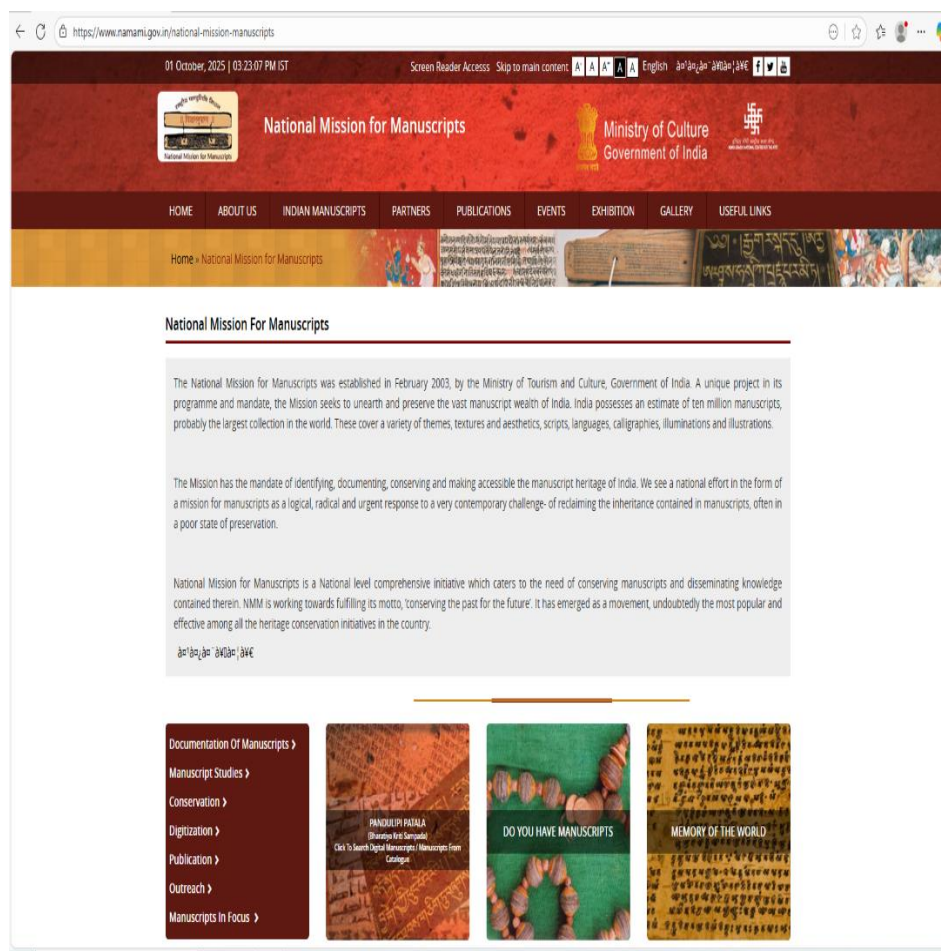 https://www.namami.gov.in/national-mission-manuscripts
01 October, 2025 | 03:23:07 PM IST
Screen Reader Accesss Skip to main content A- A A+ A A English à¤¹à¤¿à¤¨à¥à¤¦à¥€
National Mission for Manuscripts
National Mission for Manuscripts
Ministry of Culture
Government of India
HOME ABOUT US INDIAN MANUSCRIPTS PARTNERS PUBLICATIONS EVENTS EXHIBITION GALLERY USEFUL LINKS
Home » National Mission for Manuscripts
National Mission For Manuscripts
The National Mission for Manuscripts was established in February 2003, by the Ministry of Tourism and Culture, Government of India. A unique project in its
programme and mandate, the Mission seeks to unearth and preserve the vast manuscript wealth of India. India possesses an estimate of ten million manuscripts,
probably the largest collection in the world. These cover a variety of themes, textures and aesthetics, scripts, languages, calligraphies, illuminations and illustrations.
The Mission has the mandate of identifying, documenting, conserving and making accessible the manuscript heritage of India. We see a national effort in the form of
a mission for manuscripts as a logical, radical and urgent response to a very contemporary challenge- of reclaiming the inheritance contained in manuscripts, often in
a poor state of preservation.
National Mission for Manuscripts is a National level comprehensive initiative which caters to the need of conserving manuscripts and disseminating knowledge
contained therein. NMM is working towards fulfilling its motto, 'conserving the past for the future'. It has emerged as a movement, undoubtedly the most popular and
effective among all the heritage conservation initiatives in the country.
à¤¹à¤¿à¤¨à¥à¤¦à¥€
Documentation Of Manuscripts >
Manuscript Studies >
Conservation >
Digitization >
Publication >
Outreach >
Manuscripts In Focus >
PANDULIPI PATALA
(Bharatiya Kriti Sampada)
Click To Search Digital Manuscripts / Manuscripts From
Catalogue
DO YOU HAVE MANUSCRIPTS
MEMORY OF THE WORLD